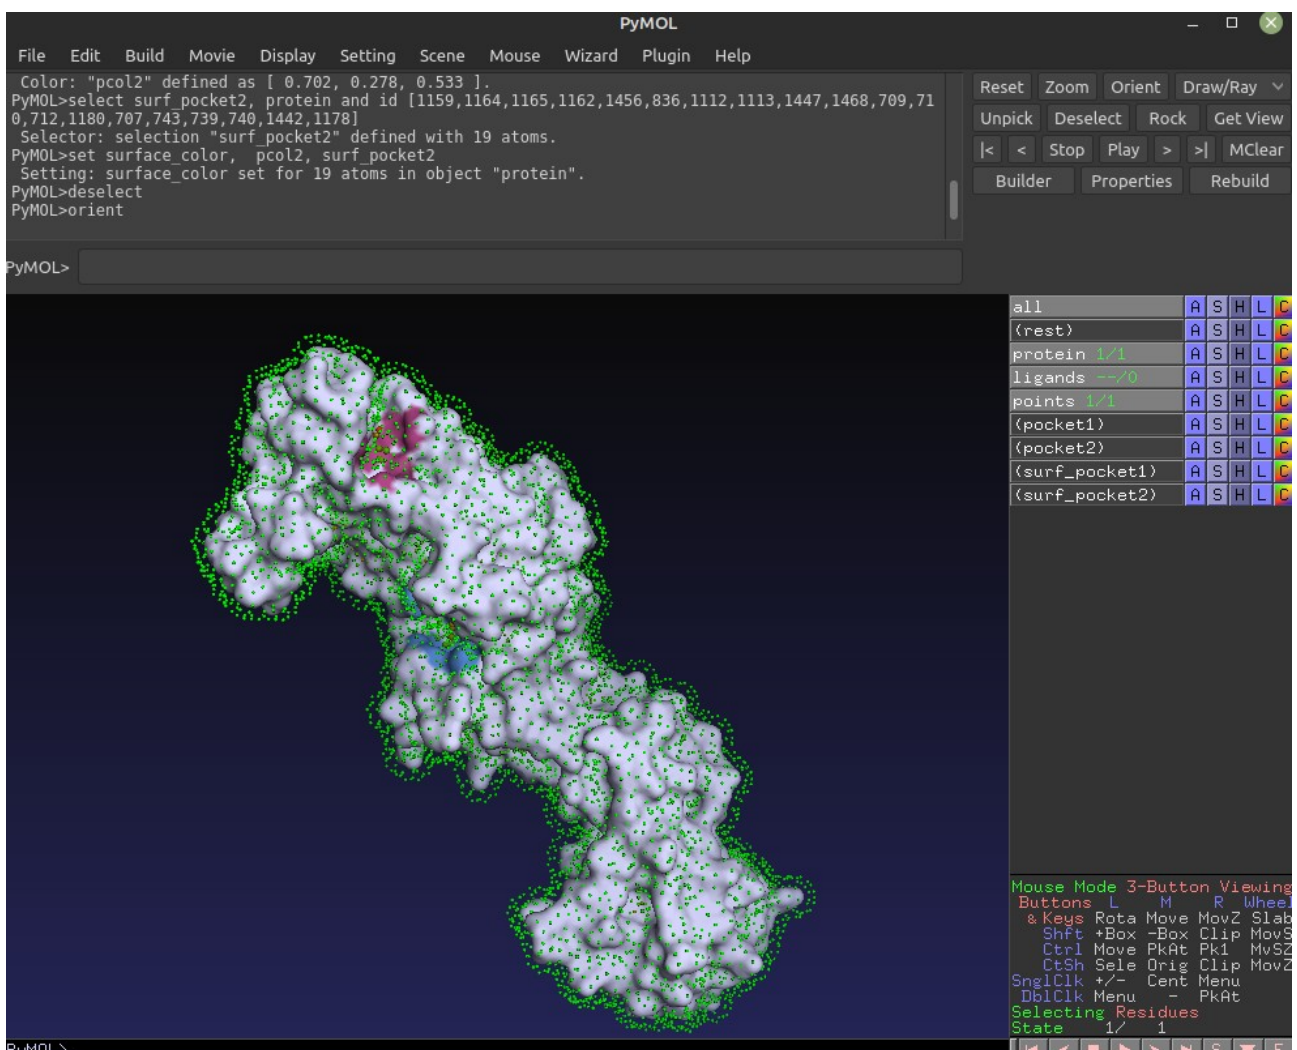 PyMOL
File Edit Build Movie Display Setting Scene Mouse Wizard Plugin Help
Color: "pcol2" defined as [ 0.702, 0.278, 0.533 ].
PyMOL>select surf_pocket2, protein and id [1159,1164,1165,1162,1456,836,1112,1113,1447,1468,709,71
0,712,1180,707,743,739,740,1442,1178]
Selector: selection "surf_pocket2" defined with 19 atoms.
PyMOL>set surface_color,  pcol2, surf_pocket2
Setting: surface_color set for 19 atoms in object "protein".
PyMOL>deselect
PyMOL>orient
Reset Zoom Orient Draw/Ray
Unpick Deselect Rock Get View
|< < Stop Play > >| MClear
Builder Properties Rebuild
PyMOL>
all A S H L C
(rest) A S H L C
protein 1/1 A S H L C
ligands --/0 A S H L C
points 1/1 A S H L C
(pocket1) A S H L C
(pocket2) A S H L C
(surf_pocket1) A S H L C
(surf_pocket2) A S H L C
Mouse Mode 3-Button Viewing
Buttons L M R Wheel
& Keys Rota Move MovZ Slab
Shft +Box -Box Clip MovS
Ctrl Move PkAt Pk1 MvSZ
CtSh Sele Orig Clip MovZ
SnglClk +/- Cent Menu
DblClk Menu - PkAt
Selecting Residues
State 1/ 1
PyMOL>